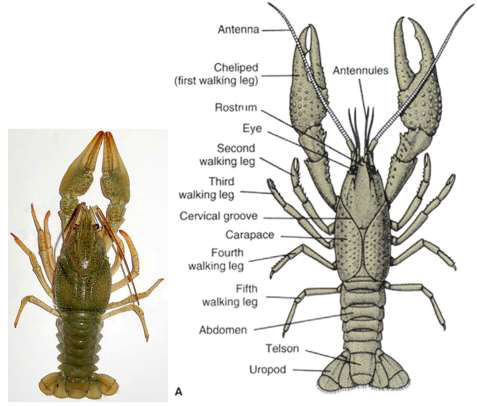 Antenna
Cheliped
(first walking leg)
Antennules
Rostrum
Eye
Second
walking leg
Third
walking leg
Cervical groove
Carapace
Fourth
walking leg
Fifth
walking leg
Abdomen
Telson
Uropod
A